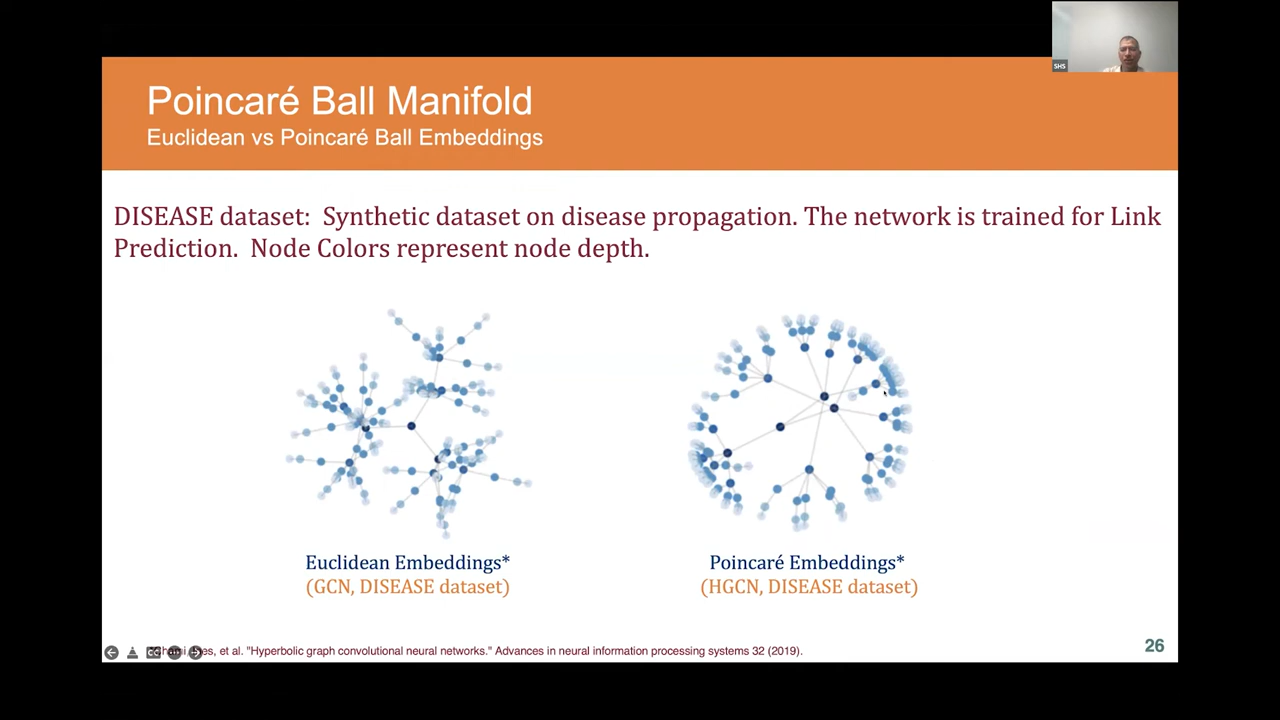 SHS
Poincaré Ball Manifold
Euclidean vs Poincaré Ball Embeddings
DISEASE dataset:  Synthetic dataset on disease propagation. The network is trained for Link
Prediction.  Node Colors represent node depth.
Euclidean Embeddings*
(GCN, DISEASE dataset)
Poincaré Embeddings*
(HGCN, DISEASE dataset)
et al. "Hyperbolic graph convolutional neural networks." Advances in neural information processing systems 32 (2019).
26